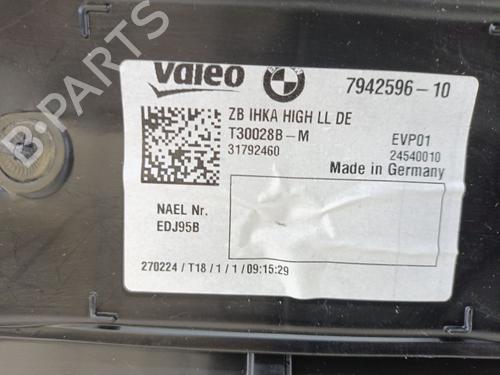 B-PARTS
Valeo
7942596-10
ZB IHKA HIGH LL DE
T30028B-M
EVP01
31792460
24540010
Made in Germany
NAEL Nr.
EDJ95B
270224 / T18 / 1 / 1 / 09:15:29